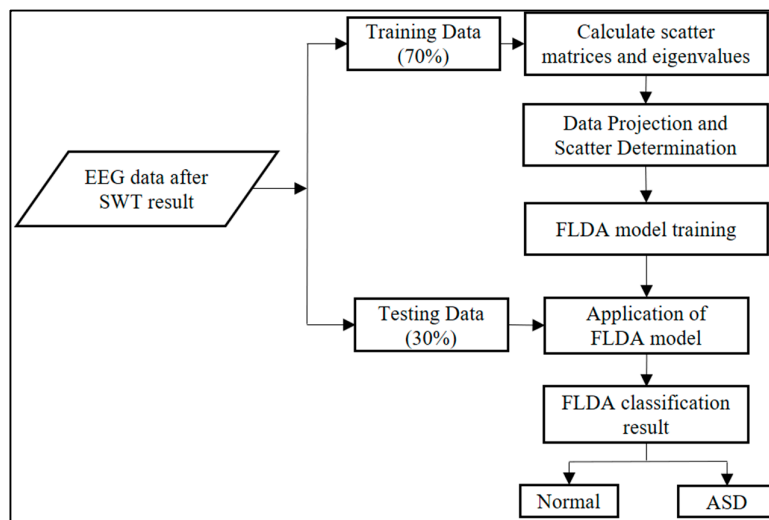 EEG data after
SWT result
Training Data
(70%)
Calculate scatter
matrices and eigenvalues
Data Projection and
Scatter Determination
FLDA model training
Testing Data
(30%)
Application of
FLDA model
FLDA classification
result
Normal
ASD